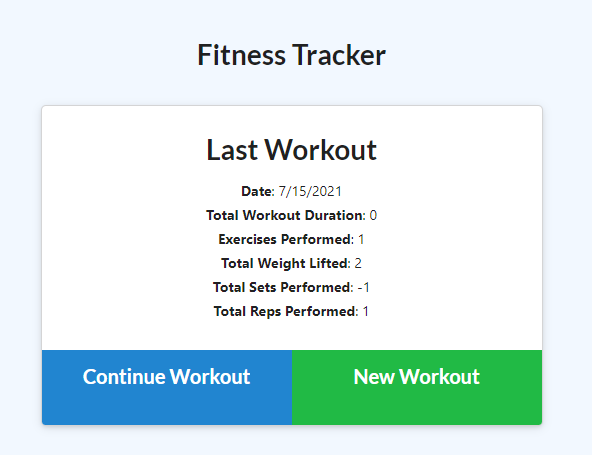 Fitness Tracker
Last Workout
Date: 7/15/2021
Total Workout Duration: 0
Exercises Performed: 1
Total Weight Lifted: 2
Total Sets Performed: -1
Total Reps Performed: 1
Continue Workout
New Workout